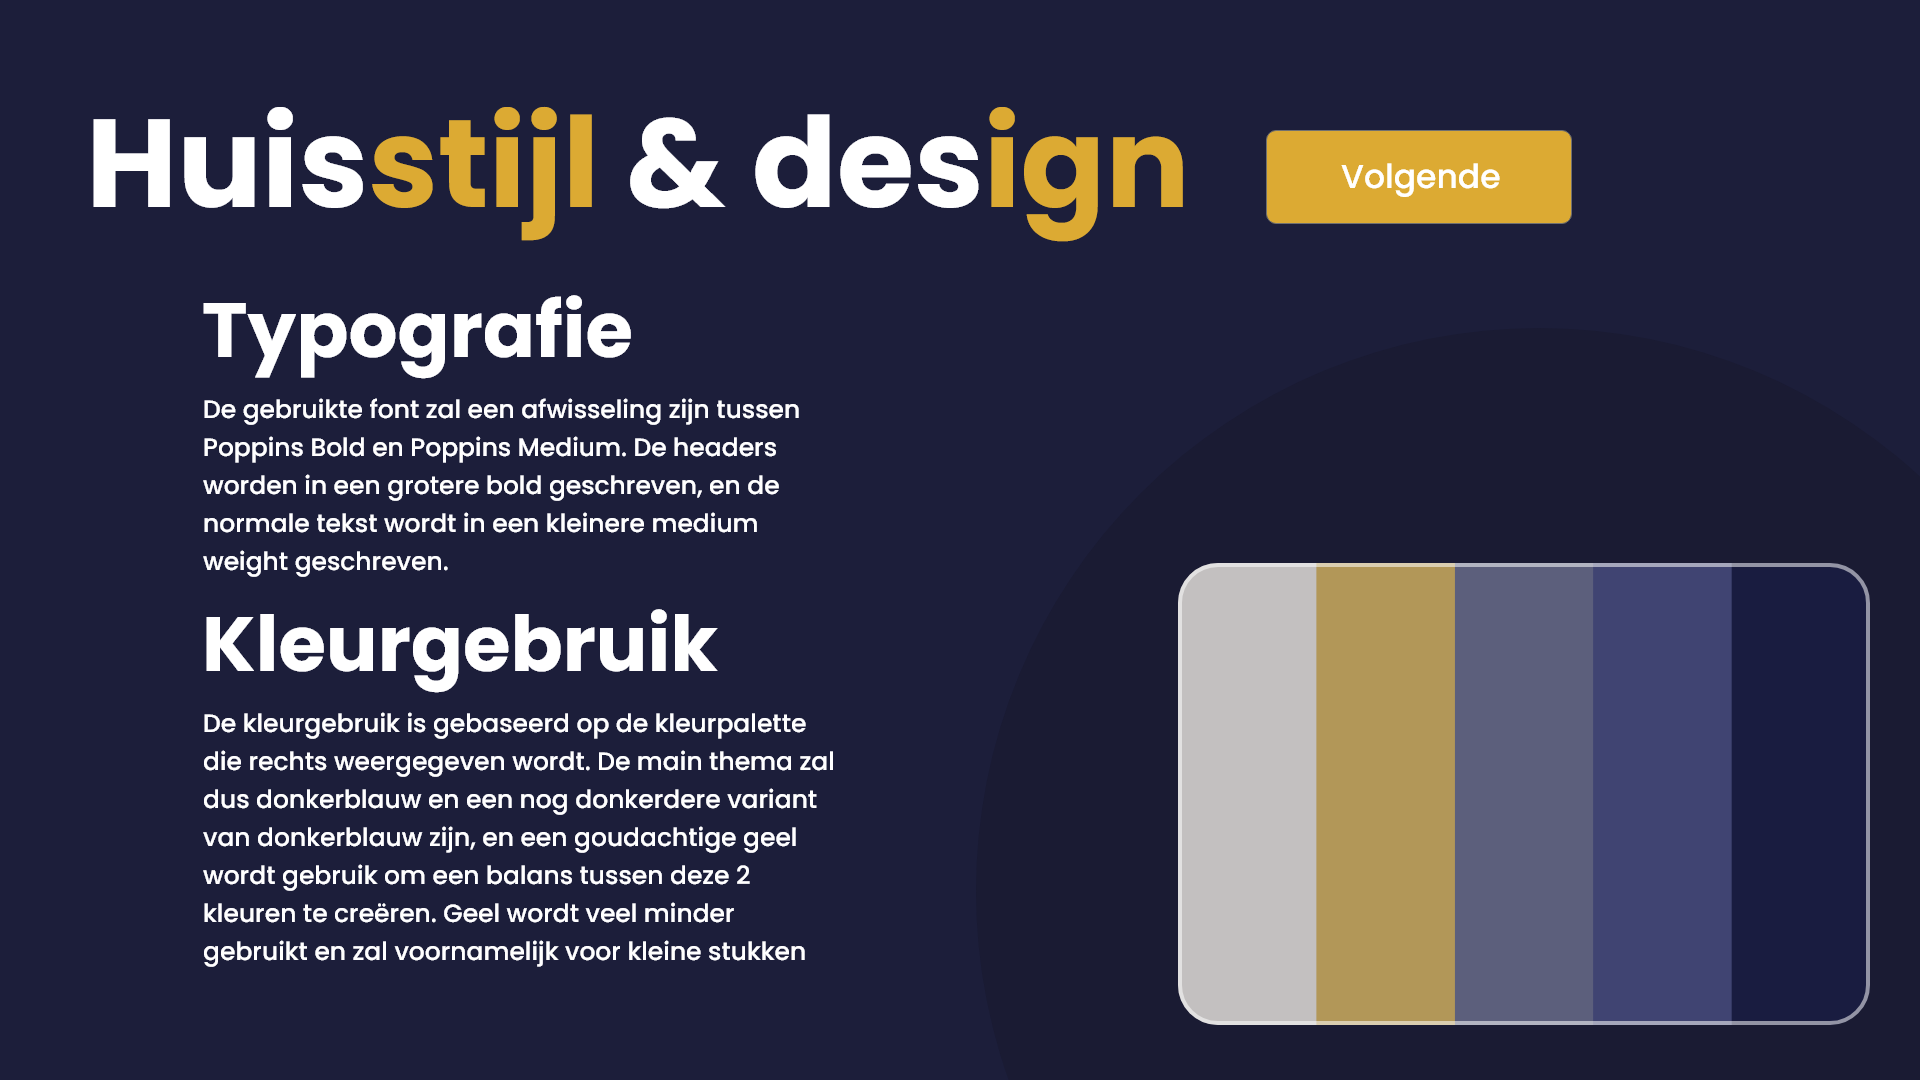 Huisstijl & design
Volgende
Typografie
De gebruikte font zal een afwisseling zijn tussen
Poppins Bold en Poppins Medium. De headers
worden in een grotere bold geschreven, en de
normale tekst wordt in een kleinere medium
weight geschreven.
Kleurgebruik
De kleurgebruik is gebaseerd op de kleurpalette
die rechts weergegeven wordt. De main thema zal
dus donkerblauw en een nog donkerdere variant
van donkerblauw zijn, en een goudachtige geel
wordt gebruik om een balans tussen deze 2
kleuren te creëren. Geel wordt veel minder
gebruikt en zal voornamelijk voor kleine stukken